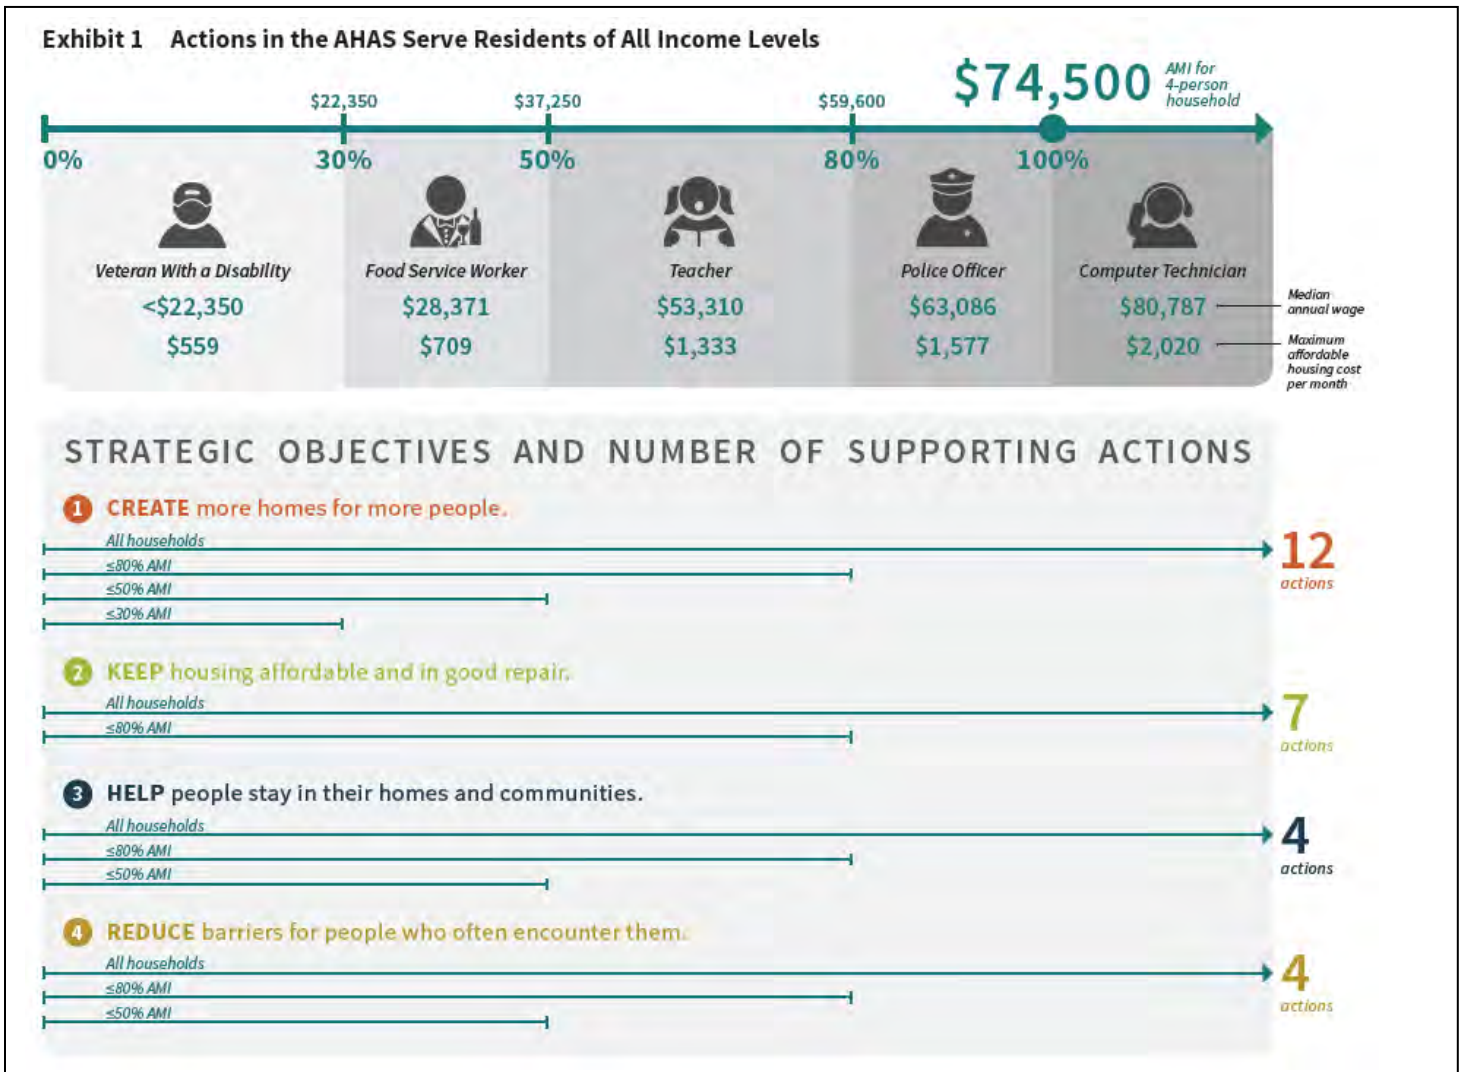 Exhibit 1 Actions in the AHAS Serve Residents of All Income Levels
$74,500
AMI for
4-person
household
$22,350 $37,250 $59,600
0% 30% 50% 80% 100%
Veteran With a Disability Food Service Worker Teacher Police Officer Computer Technician
<$22,350 $28,371 $53,310 $63,086 $80,787
Median
annual wage
$559 $709 $1,333 $1,577 $2,020
Maximum
affordable
housing cost
per month
STRATEGIC OBJECTIVES AND NUMBER OF SUPPORTING ACTIONS
1 CREATE more homes for more people.
All households
≤80% AMI
≤50% AMI
≤30% AMI
12
actions
2 KEEP housing affordable and in good repair.
All households
≤80% AMI
7
actions
3 HELP people stay in their homes and communities.
All households
≤80% AMI
≤50% AMI
4
actions
4 REDUCE barriers for people who often encounter them.
All households
≤80% AMI
≤50% AMI
4
actions